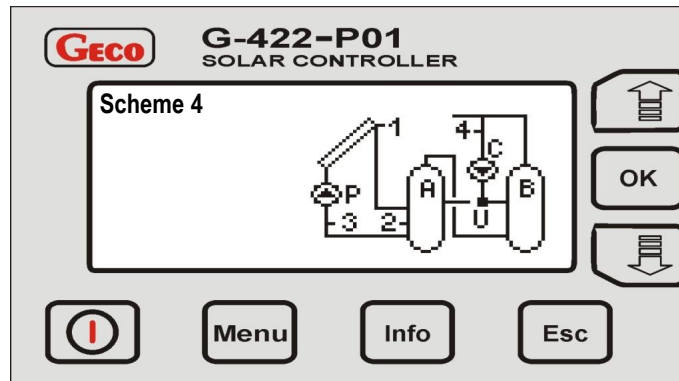 GECO
G-422-P01
SOLAR CONTROLLER
Scheme 4
1
4
C
P
A
B
3
2
U
OK
Menu
Info
Esc